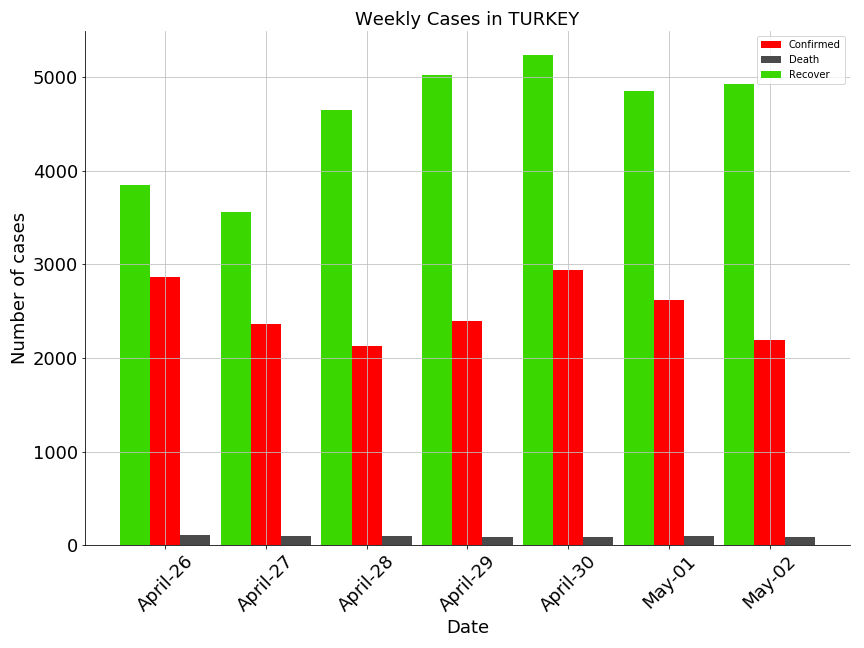 Weekly Cases in TURKEY
Confirmed
Death
Recover
Number of cases
5000
4000
3000
2000
1000
0
April-26
April-27
April-28
April-29
April-30
May-01
May-02
Date